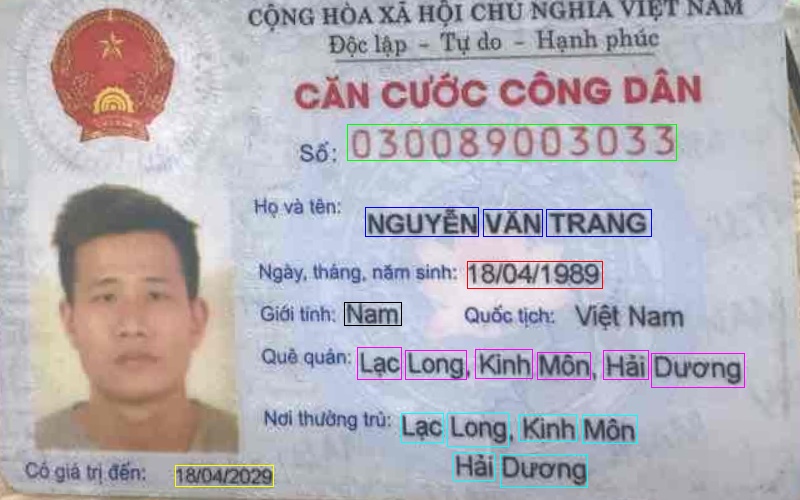 CỘNG HÒA XÃ HỘI CHỦ NGHĨA VIỆT NAM
Độc lập - Tự do - Hạnh phúc
CĂN CƯỚC CÔNG DÂN
Số: 030089003033
Họ và tên: NGUYỄN VĂN TRANG
Ngày, tháng, năm sinh: 18/04/1989
Giới tính: Nam Quốc tịch: Việt Nam
Quê quán: Lạc Long, Kinh Môn, Hải Dương
Nơi thường trú: Lạc Long, Kinh Môn
Hải Dương
Có giá trị đến: 18/04/2029